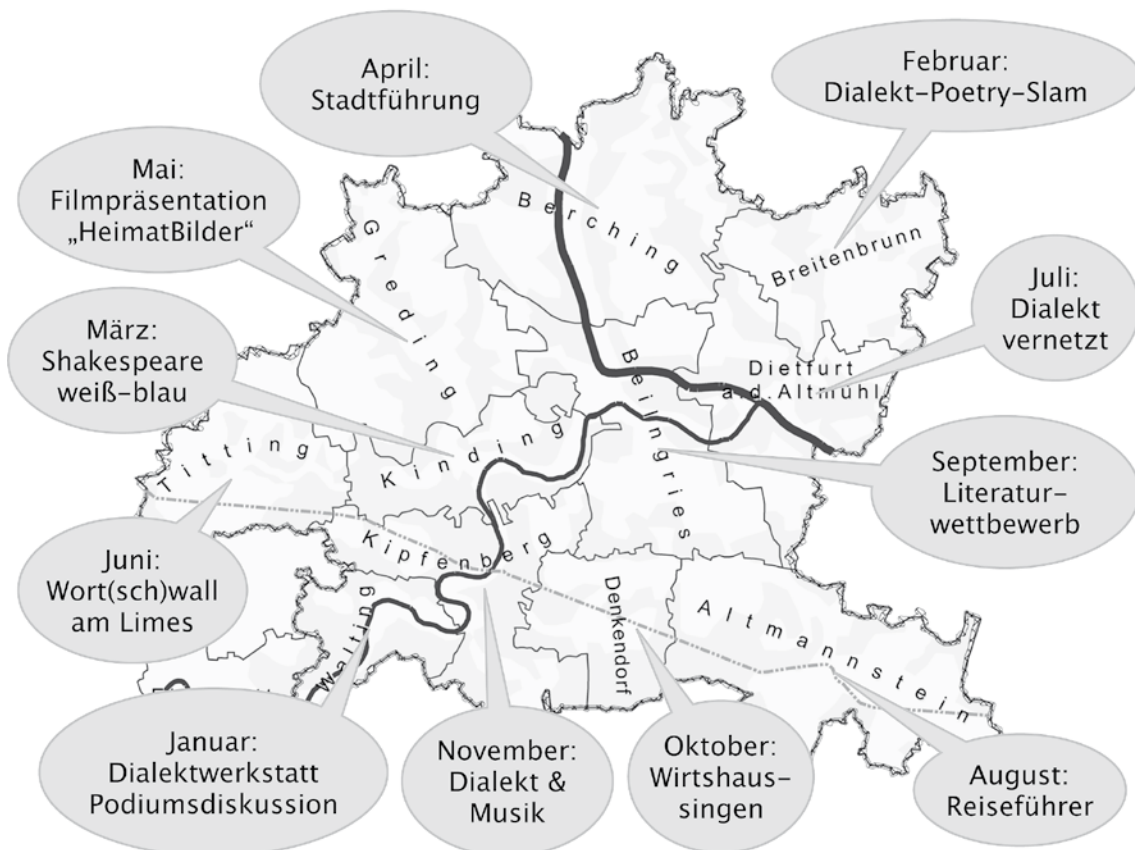 April:
Stadtführung
Februar:
Dialekt-Poetry-Slam
Mai:
Filmpräsentation
„HeimatBilder“
Berching
Greding
Breitenbrunn
Juli:
Dialekt
vernetzt
März:
Shakespeare
weiß-blau
Beilngries
Dietfurt
a.d.Altmühl
Titting
Kinding
September:
Literatur-
wettbewerb
Kipfenberg
Juni:
Wort(sch)wall
am Limes
Walting
Denkendorf
Altmannstein
Januar:
Dialektwerkstatt
Podiumsdiskussion
November:
Dialekt &
Musik
Oktober:
Wirtshaus-
singen
August:
Reiseführer